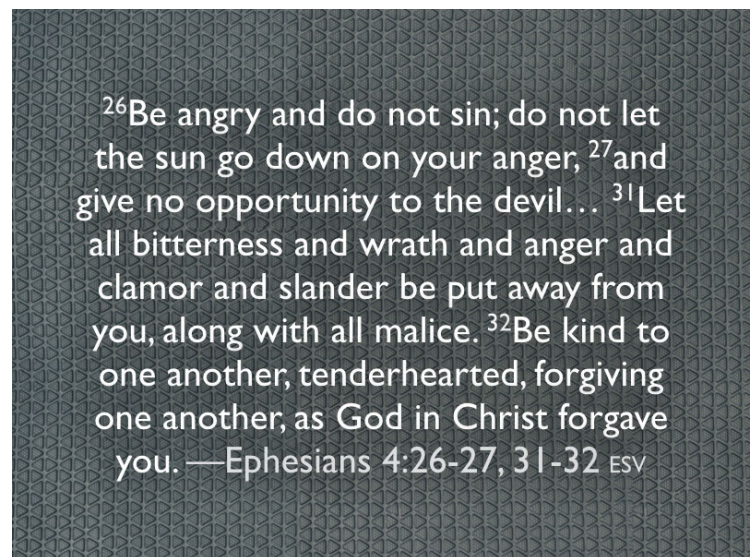 ²⁶Be angry and do not sin; do not let
the sun go down on your anger, ²⁷and
give no opportunity to the devil… ³¹Let
all bitterness and wrath and anger and
clamor and slander be put away from
you, along with all malice. ³²Be kind to
one another, tenderhearted, forgiving
one another, as God in Christ forgave
you. —Ephesians 4:26-27, 31-32 ESV